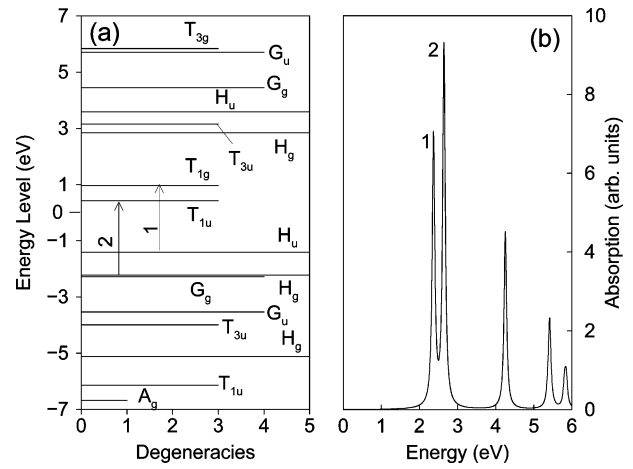 (a)
7
5
3
1
0
−1
−3
−5
−7
Energy Level (eV)
T3g
Gu
Gg
Hu
Hg
T3u
T1g
T1u
1
2
Hu
Gg
Hg
Gu
T3u
Hg
T1u
Ag
0 1 2 3 4 5
Degeneracies
(b)
1
2
10
8
6
4
2
0
Absorption (arb. units)
0 1 2 3 4 5 6
Energy (eV)